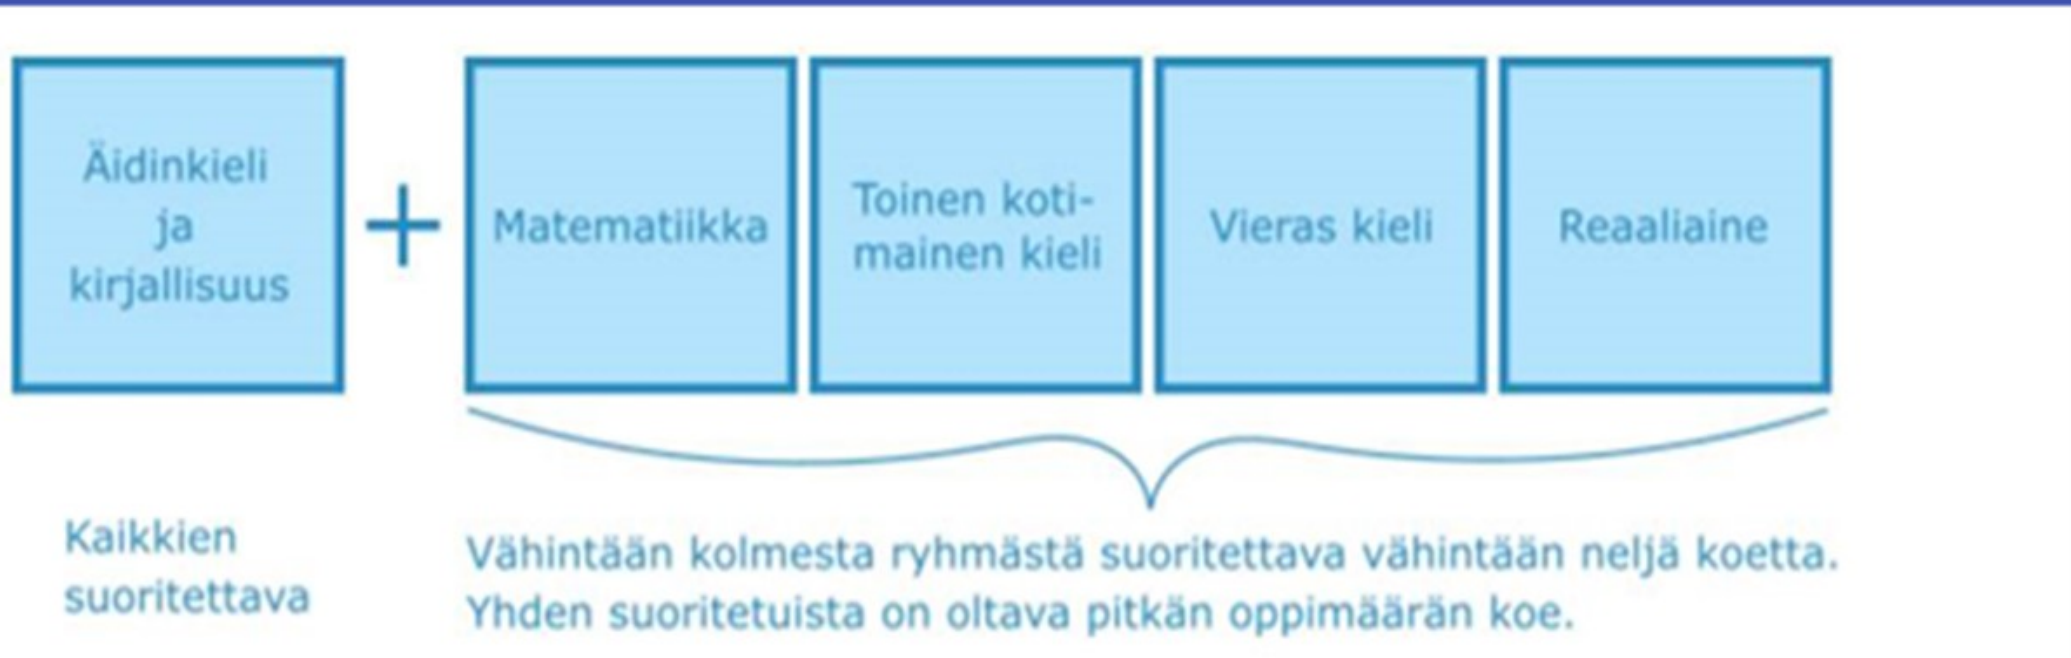 Äidinkieli
ja
kirjallisuus
+
Matematiikka
Toinen koti-
mainen kieli
Vieras kieli
Reaaliaine
Kaikkien
suoritettava
Vähintään kolmesta ryhmästä suoritettava vähintään neljä koetta.
Yhden suoritetuista on oltava pitkän oppimäärän koe.